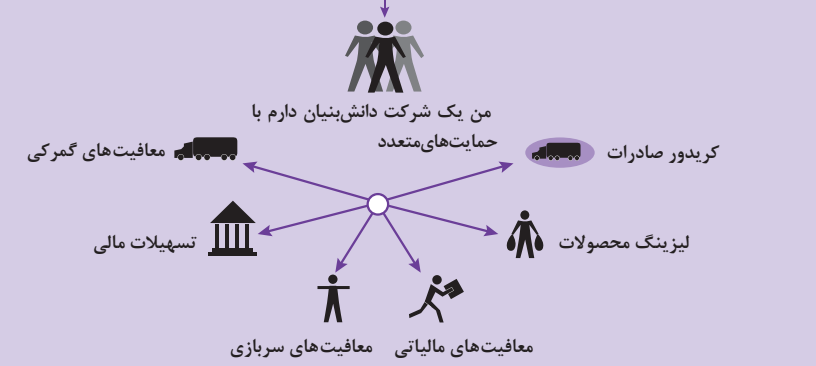 من یک شرکت دانش‌بنیان دارم با
حمایت‌های‌متعدد
کریدور صادرات
معافیت‌های گمرکی
لیزینگ محصولات
تسهیلات مالی
معافیت‌های مالیاتی
معافیت‌های سربازی